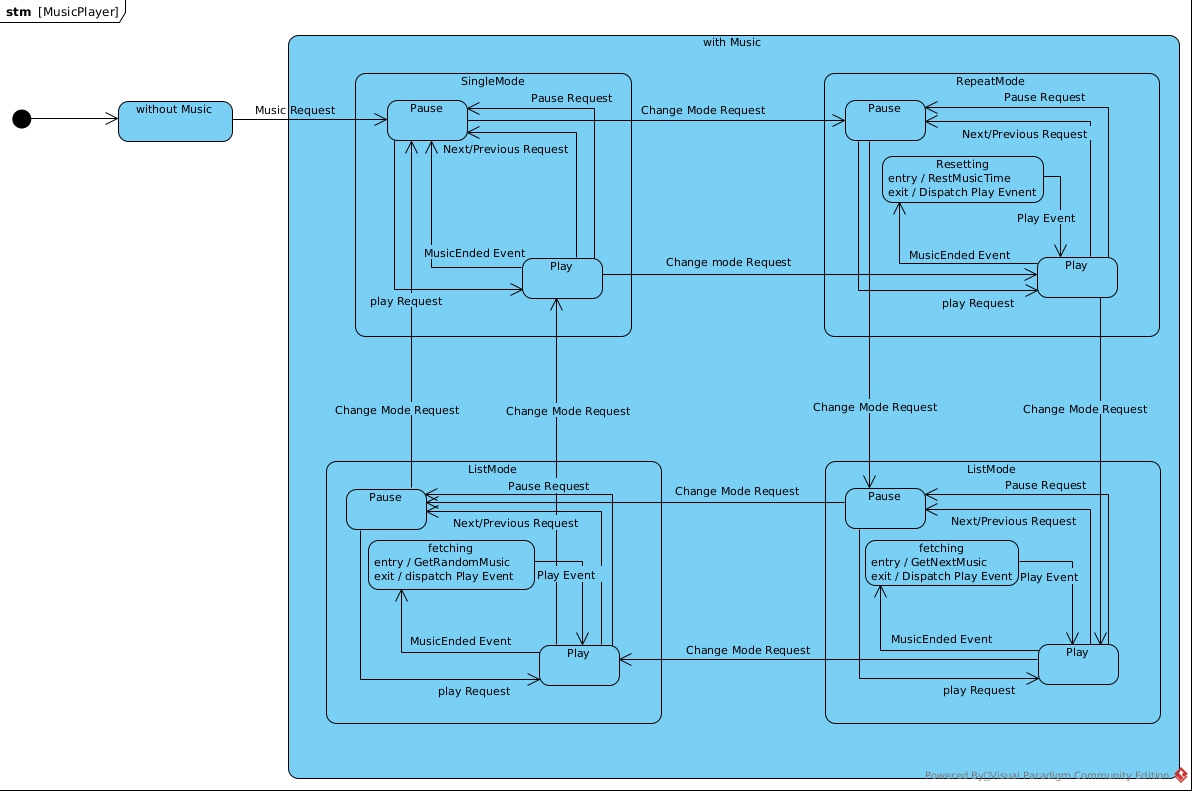 stm [MusicPlayer]
with Music
SingleMode
RepeatMode
without Music
Music Request
Pause
Pause Request
Change Mode Request
Pause
Pause Request
Next/Previous Request
Next/Previous Request
Resetting
entry / RestMusicTime
exit / Dispatch Play Evnent
Play Event
MusicEnded Event
Play
Change mode Request
MusicEnded Event
Play
play Request
play Request
Change Mode Request
Change Mode Request
Change Mode Request
Change Mode Request
ListMode
ListMode
Pause
Pause Request
Change Mode Request
Pause
Pause Request
Next/Previous Request
Next/Previous Request
fetching
entry / GetRandomMusic
exit / dispatch Play Event
Play Event
fetching
entry / GetNextMusic
exit / Dispatch Play Event
Play Event
MusicEnded Event
Play
Change Mode Request
MusicEnded Event
Play
play Request
play Request
Powered By Visual Paradigm Community Edition